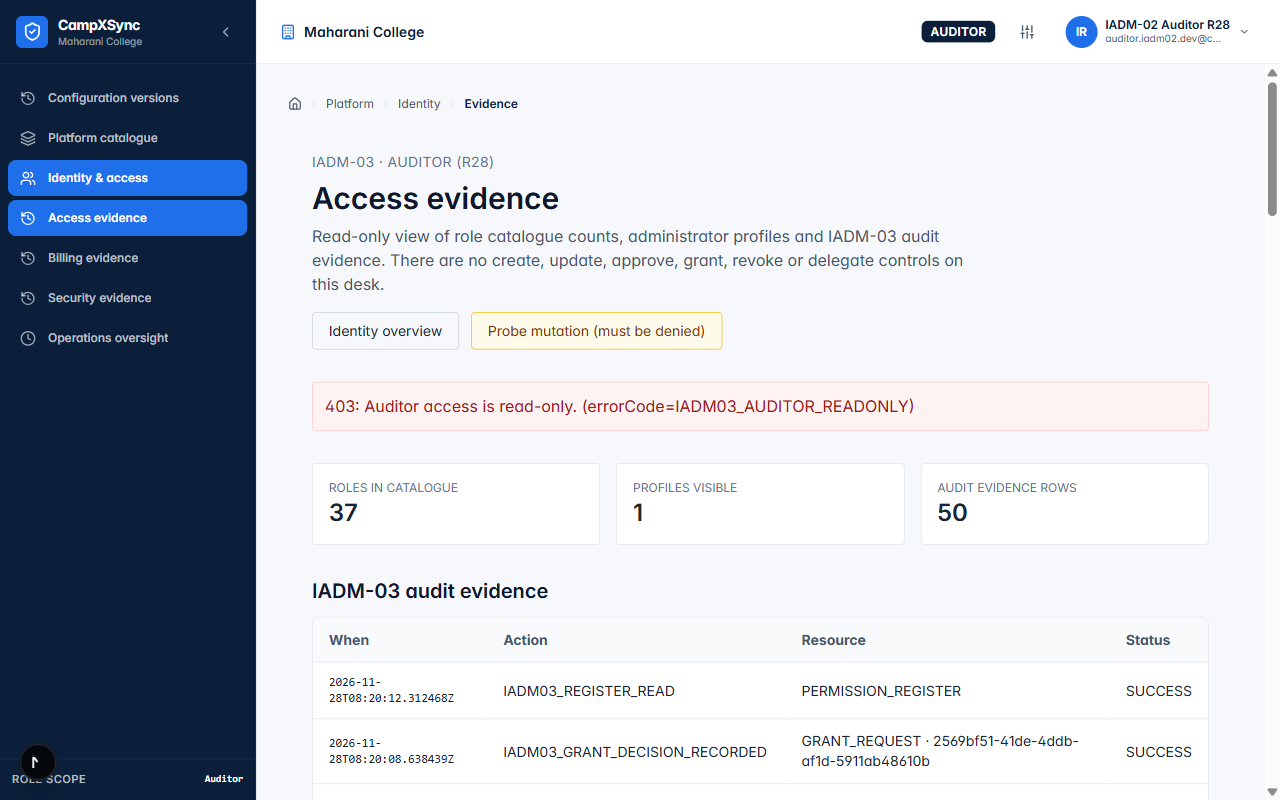 CampXSync
Maharani College
Maharani College
AUDITOR
IR
IADM-02 Auditor R28
auditor.iadm02.dev@c...
Configuration versions
Platform catalogue
Identity & access
Access evidence
Billing evidence
Security evidence
Operations oversight
Platform
Identity
Evidence
IADM-03 · AUDITOR (R28)
Access evidence
Read-only view of role catalogue counts, administrator profiles and IADM-03 audit
evidence. There are no create, update, approve, grant, revoke or delegate controls on
this desk.
Identity overview
Probe mutation (must be denied)
403: Auditor access is read-only. (errorCode=IADM03_AUDITOR_READONLY)
ROLES IN CATALOGUE
37
PROFILES VISIBLE
1
AUDIT EVIDENCE ROWS
50
IADM-03 audit evidence
When Action Resource Status
2026-11-
28T08:20:12.312468Z
IADM03_REGISTER_READ
PERMISSION_REGISTER
SUCCESS
2026-11-
28T08:20:08.638439Z
IADM03_GRANT_DECISION_RECORDED
GRANT_REQUEST · 2569bf51-41de-4ddb-
af1d-5911ab48610b
SUCCESS
ROLE SCOPE
Auditor